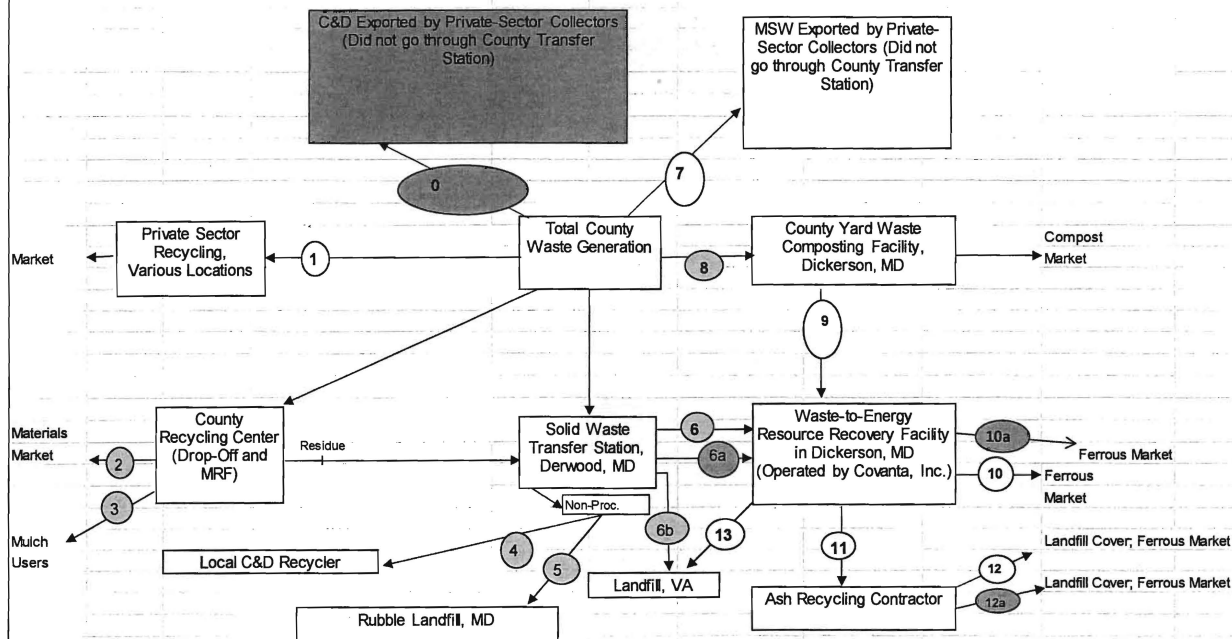 C&D Exported by Private-Sector Collectors
(Did not go through County Transfer
Station)
MSW Exported by Private-
Sector Collectors (Did not
go through County Transfer
Station)
0
7
Private Sector
Recycling,
Various Locations
Market
1
Total County
Waste Generation
8
County Yard Waste
Composting Facility,
Dickerson, MD
Compost
Market
9
Materials
Market
2
3
Mulch
Users
County
Recycling Center
(Drop-Off and
MRF)
Residue
Solid Waste
Transfer Station,
Derwood, MD
6
6a
Waste-to-Energy
Resource Recovery Facility
in Dickerson, MD
(Operated by Covanta, Inc.)
10a
Ferrous Market
10
Ferrous
Market
Non-Proc.
4
5
6b
13
11
Local C&D Recycler
Rubble Landfill, MD
Landfill, VA
Ash Recycling Contractor
12
Landfill Cover; Ferrous Market
12a
Landfill Cover; Ferrous Market